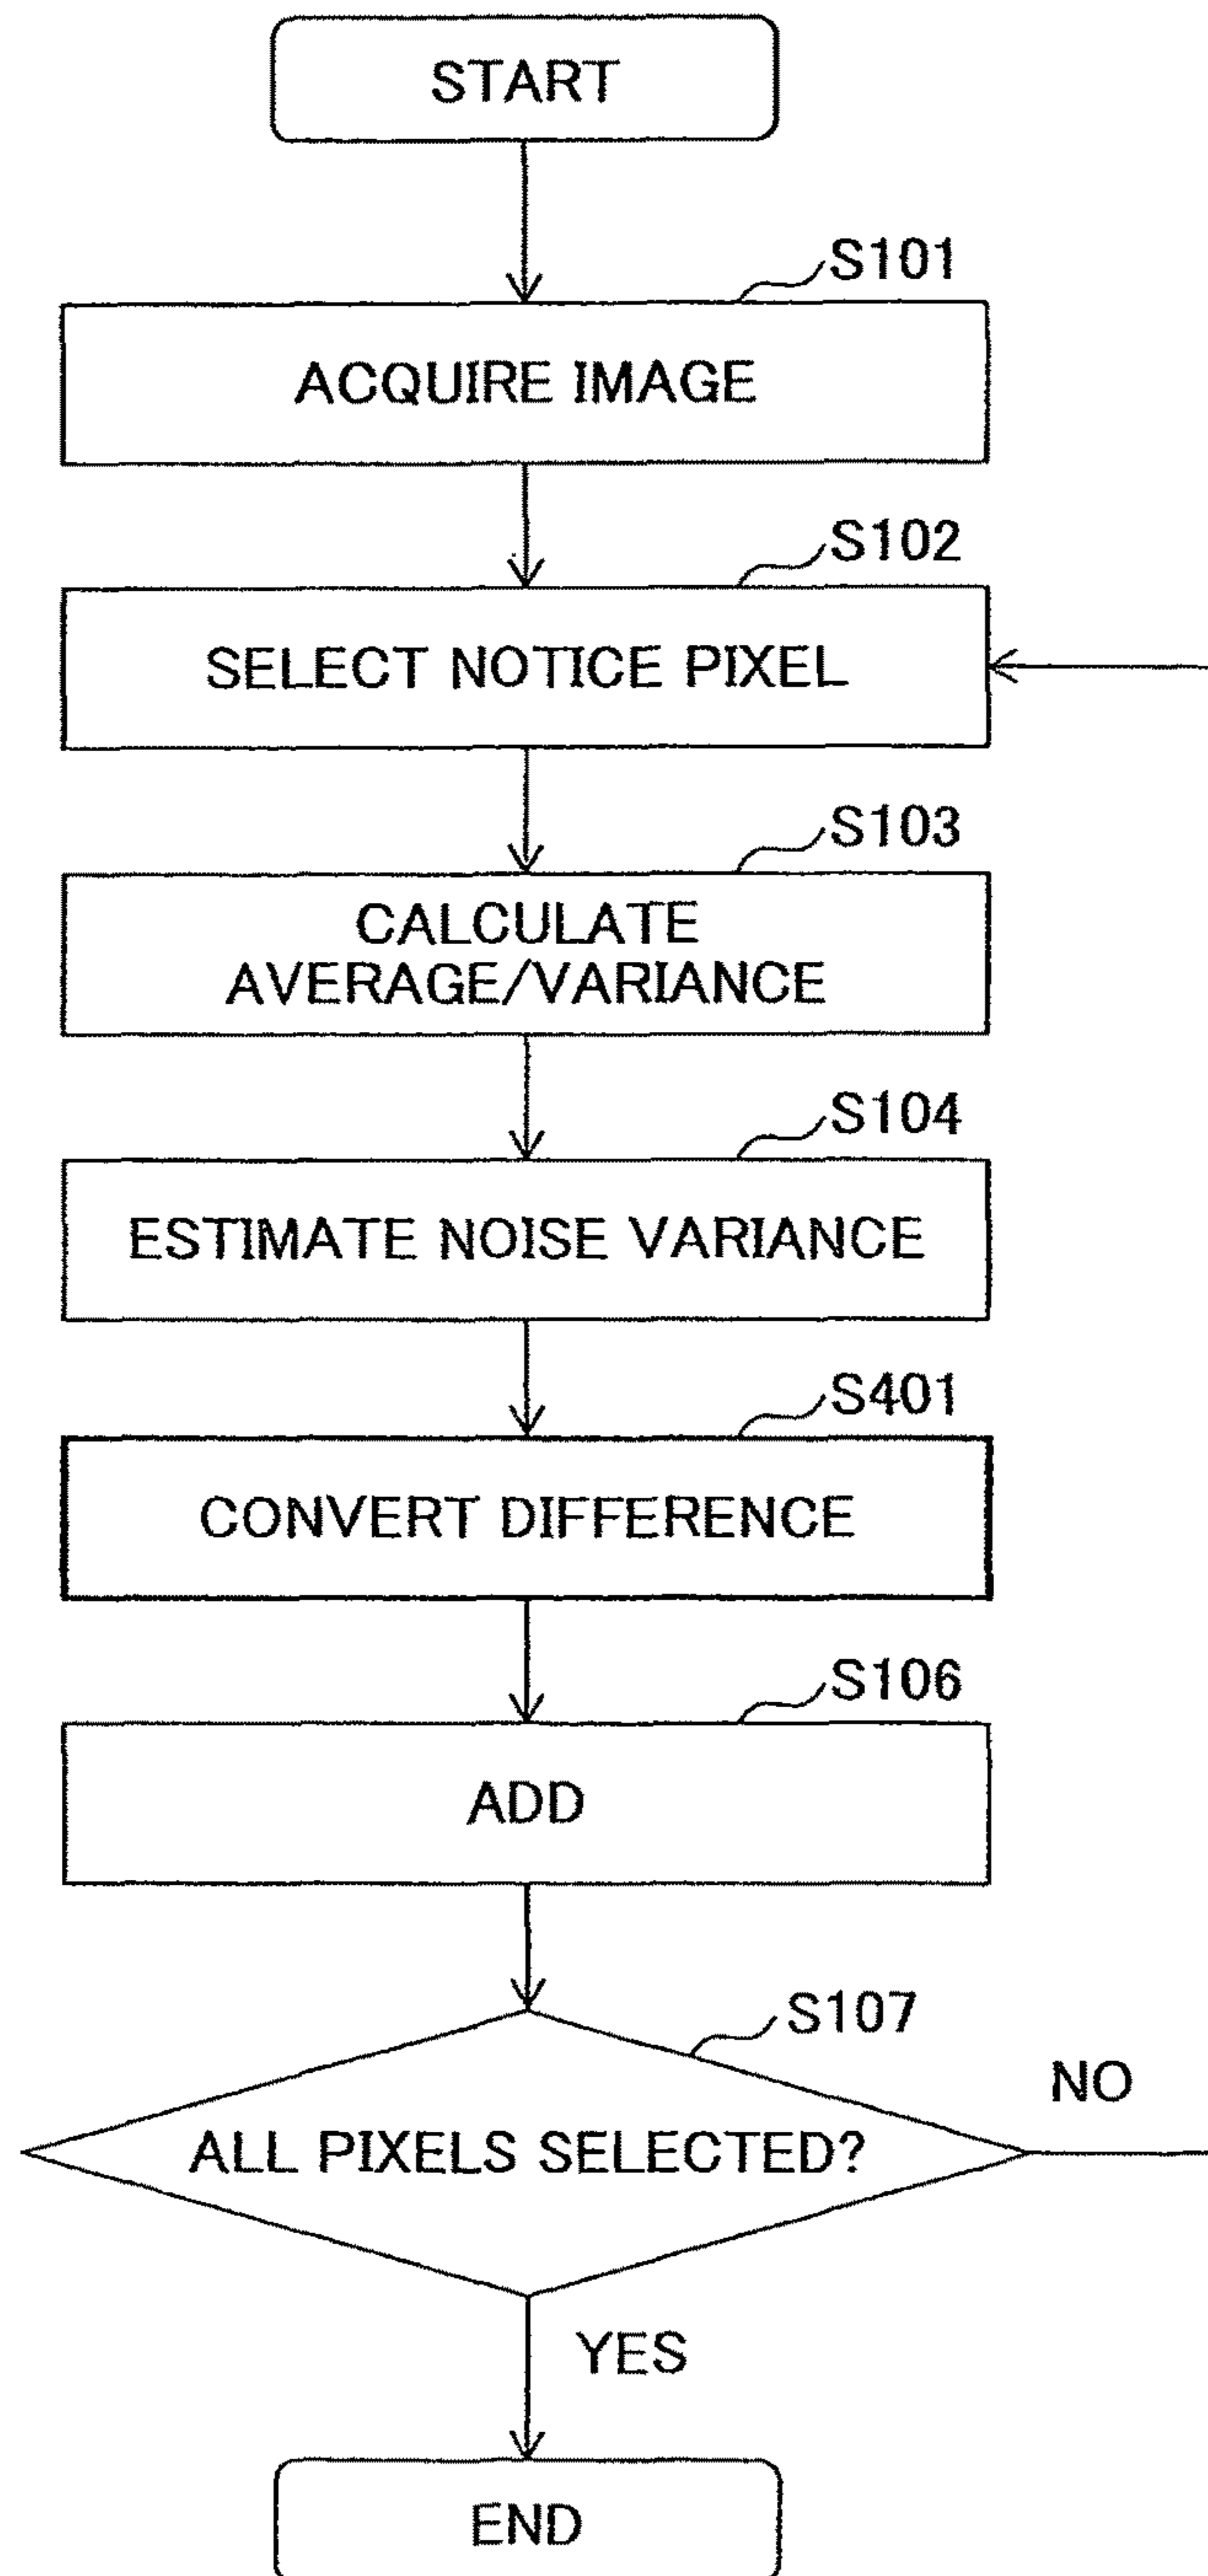 START
S101
ACQUIRE IMAGE
S102
SELECT NOTICE PIXEL
S103
CALCULATE
AVERAGE/VARIANCE
S104
ESTIMATE NOISE VARIANCE
S401
CONVERT DIFFERENCE
S106
ADD
S107
NO
ALL PIXELS SELECTED?
YES
END